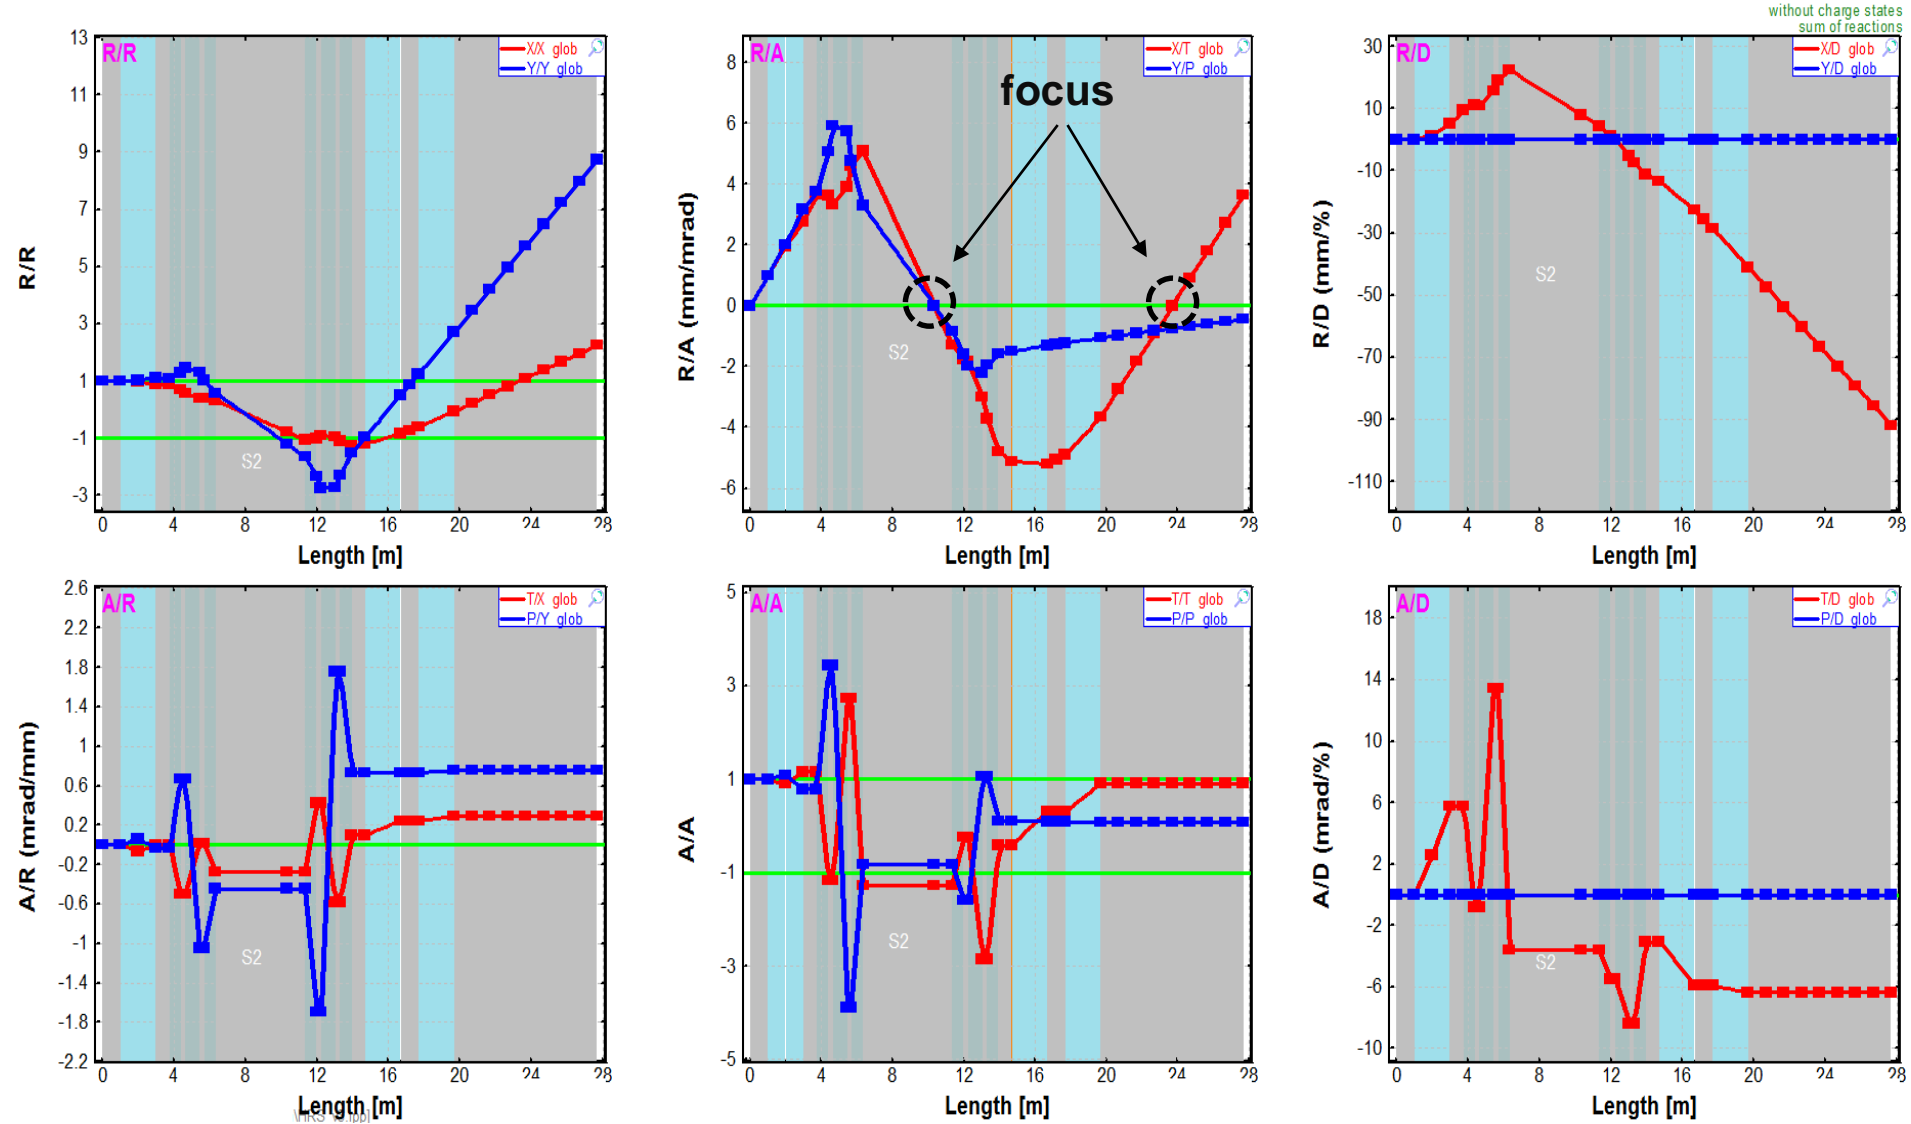 without charge states
sum of reactions
R/R
X/X glob
Y/Y glob
13
11
9
7
5
3
1
-1
-3
R/R
S2
0 4 8 12 16 20 24 28
Length [m]
R/A
X/T glob
Y/P glob
focus
8
6
4
2
0
-2
-4
-6
R/A (mm/mrad)
S2
0 4 8 12 16 20 24 28
Length [m]
R/D
X/D glob
Y/D glob
30
10
-10
-30
-50
-70
-90
-110
R/D (mm/%)
S2
0 4 8 12 16 20 24 28
Length [m]
A/R
T/X glob
P/Y glob
2.6
2.2
1.8
1.4
1
0.6
0.2
-0.2
-0.6
-1
-1.4
-1.8
-2.2
A/R (mrad/mm)
S2
0 4 8 12 16 20 24 28
Length [m]
A/A
T/T glob
P/P glob
5
3
1
-1
-3
-5
A/A
S2
0 4 8 12 16 20 24 28
Length [m]
A/D
T/D glob
P/D glob
18
14
10
6
2
-2
-6
-10
A/D (mrad/%)
S2
0 4 8 12 16 20 24 28
Length [m]